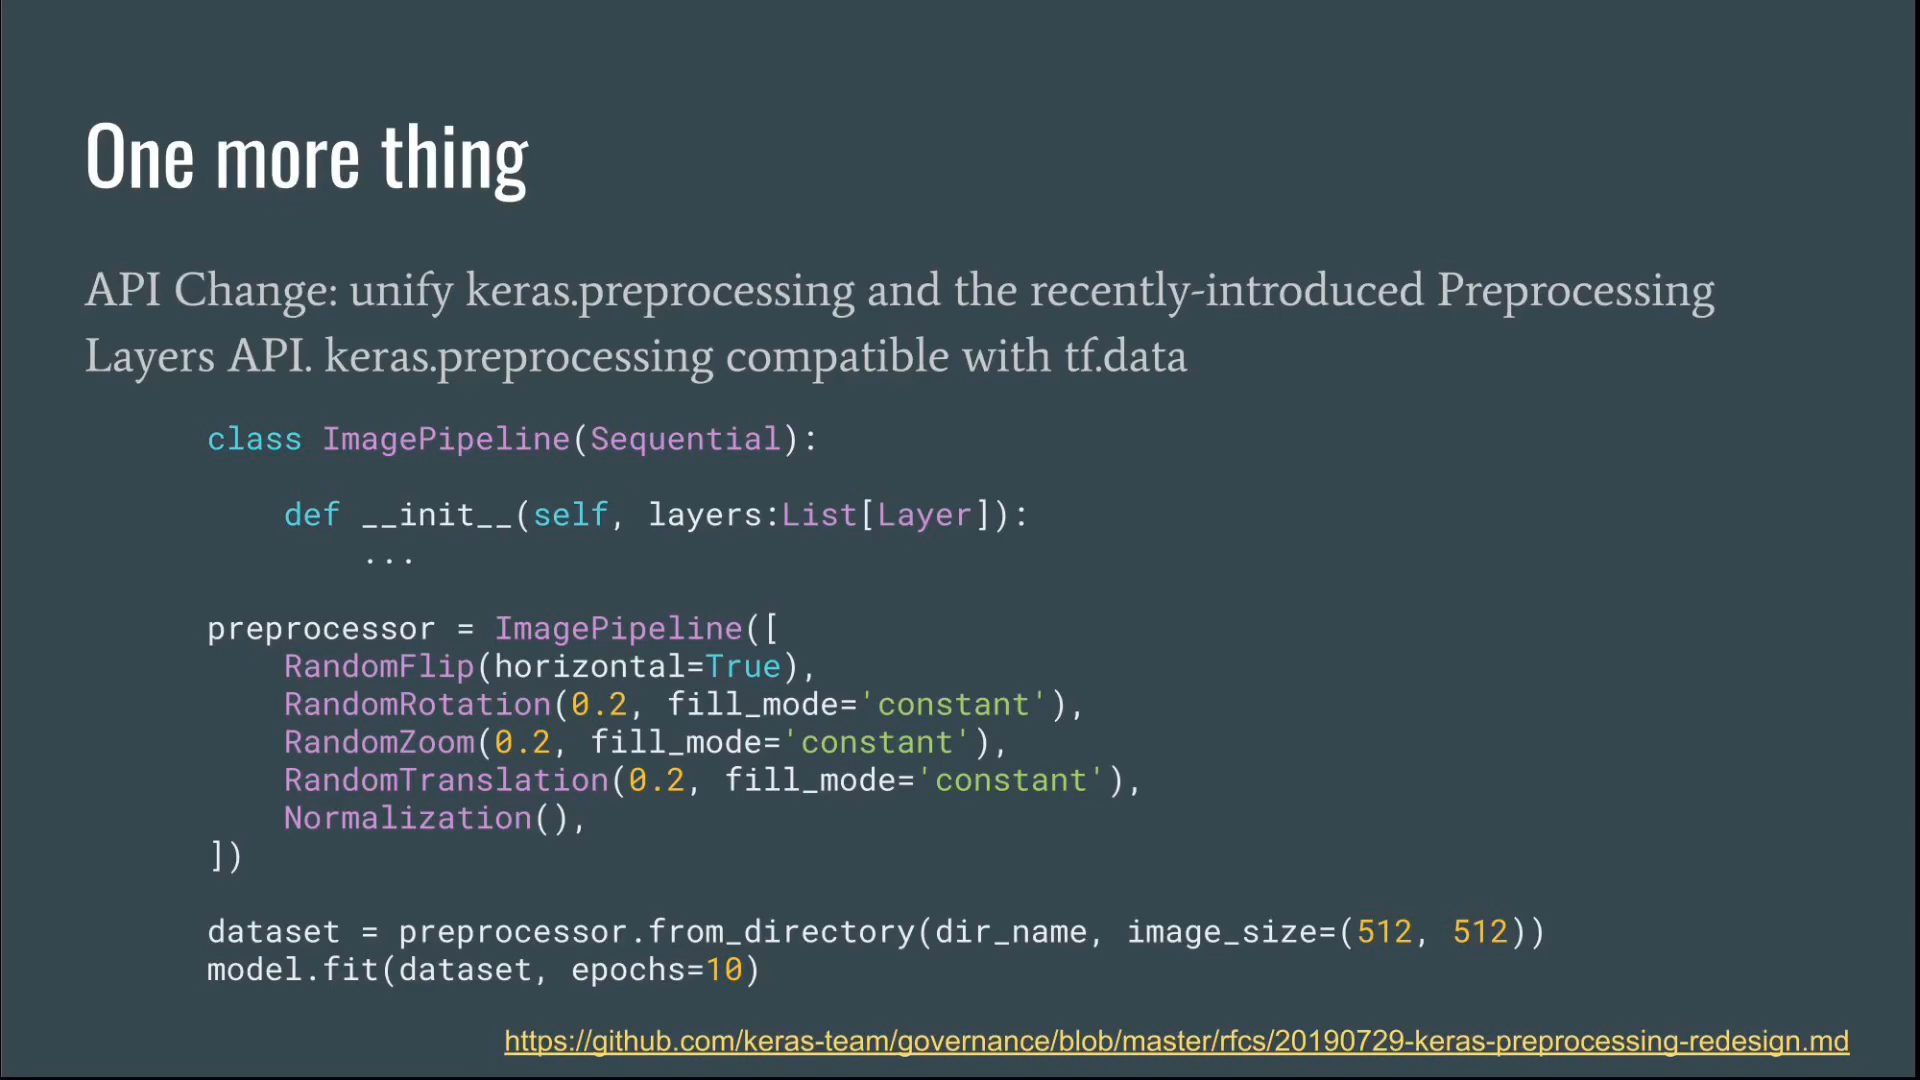 One more thing
API Change: unify keras.preprocessing and the recently-introduced Preprocessing
Layers API. keras.preprocessing compatible with tf.data
class ImagePipeline(Sequential):
def __init__(self, layers:List[Layer]):
...
preprocessor = ImagePipeline([
RandomFlip(horizontal=True),
RandomRotation(0.2, fill_mode='constant'),
RandomZoom(0.2, fill_mode='constant'),
RandomTranslation(0.2, fill_mode='constant'),
Normalization(),
])
dataset = preprocessor.from_directory(dir_name, image_size=(512, 512))
model.fit(dataset, epochs=10)
https://github.com/keras-team/governance/blob/master/rfcs/20190729-keras-preprocessing-redesign.md